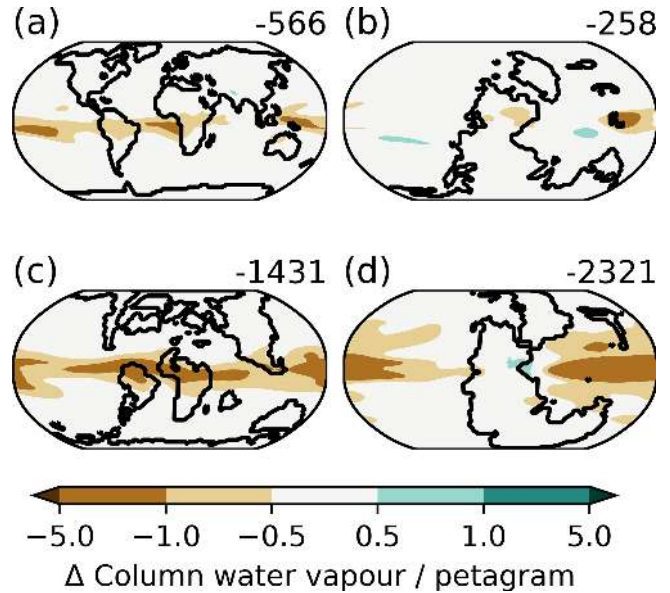 (a) -566
(b) -258
(c) -1431
(d) -2321
−5.0 −1.0 −0.5 0.5 1.0 5.0
Δ Column water vapour / petagram